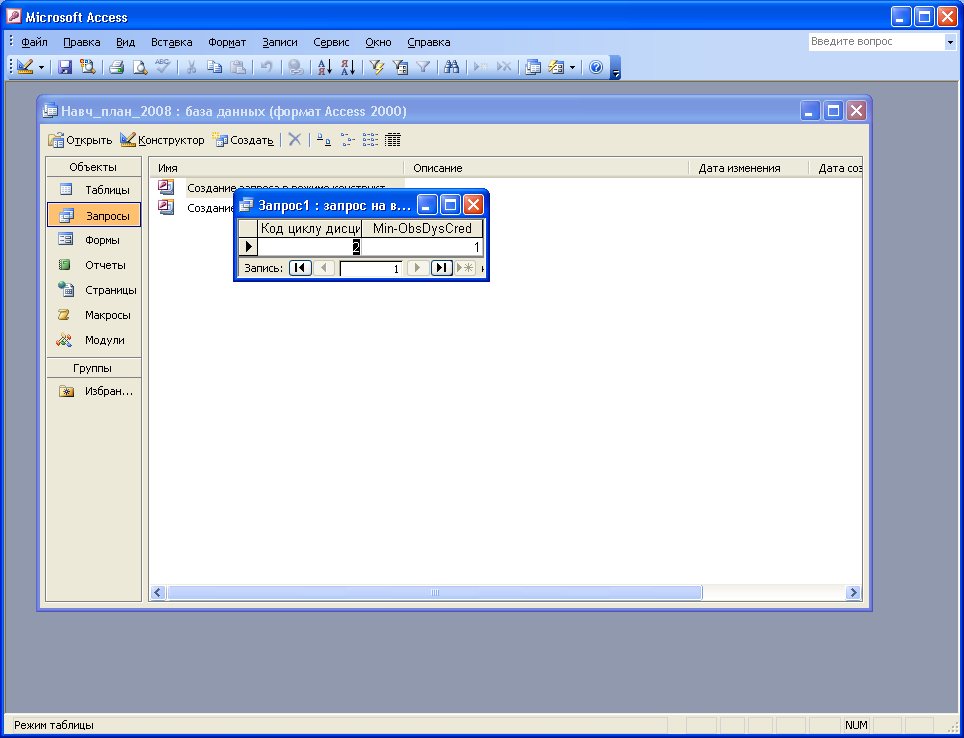 Microsoft Access
Файл Правка Вид Вставка Формат Записи Сервис Окно Справка Введите вопрос
Навч_план_2008 : база данных (формат Access 2000)
Открыть Конструктор Создать
Объекты
Таблицы
Запросы
Формы
Отчеты
Страницы
Макросы
Модули
Группы
Избран...
Имя Описание Дата изменения Дата соз
Создание запроса в режиме конструкт...
Создание
Запрос1 : запрос на в...
Код циклу дисци Min-ObsDysCred
2 1
Запись: 1
Режим таблицы NUM